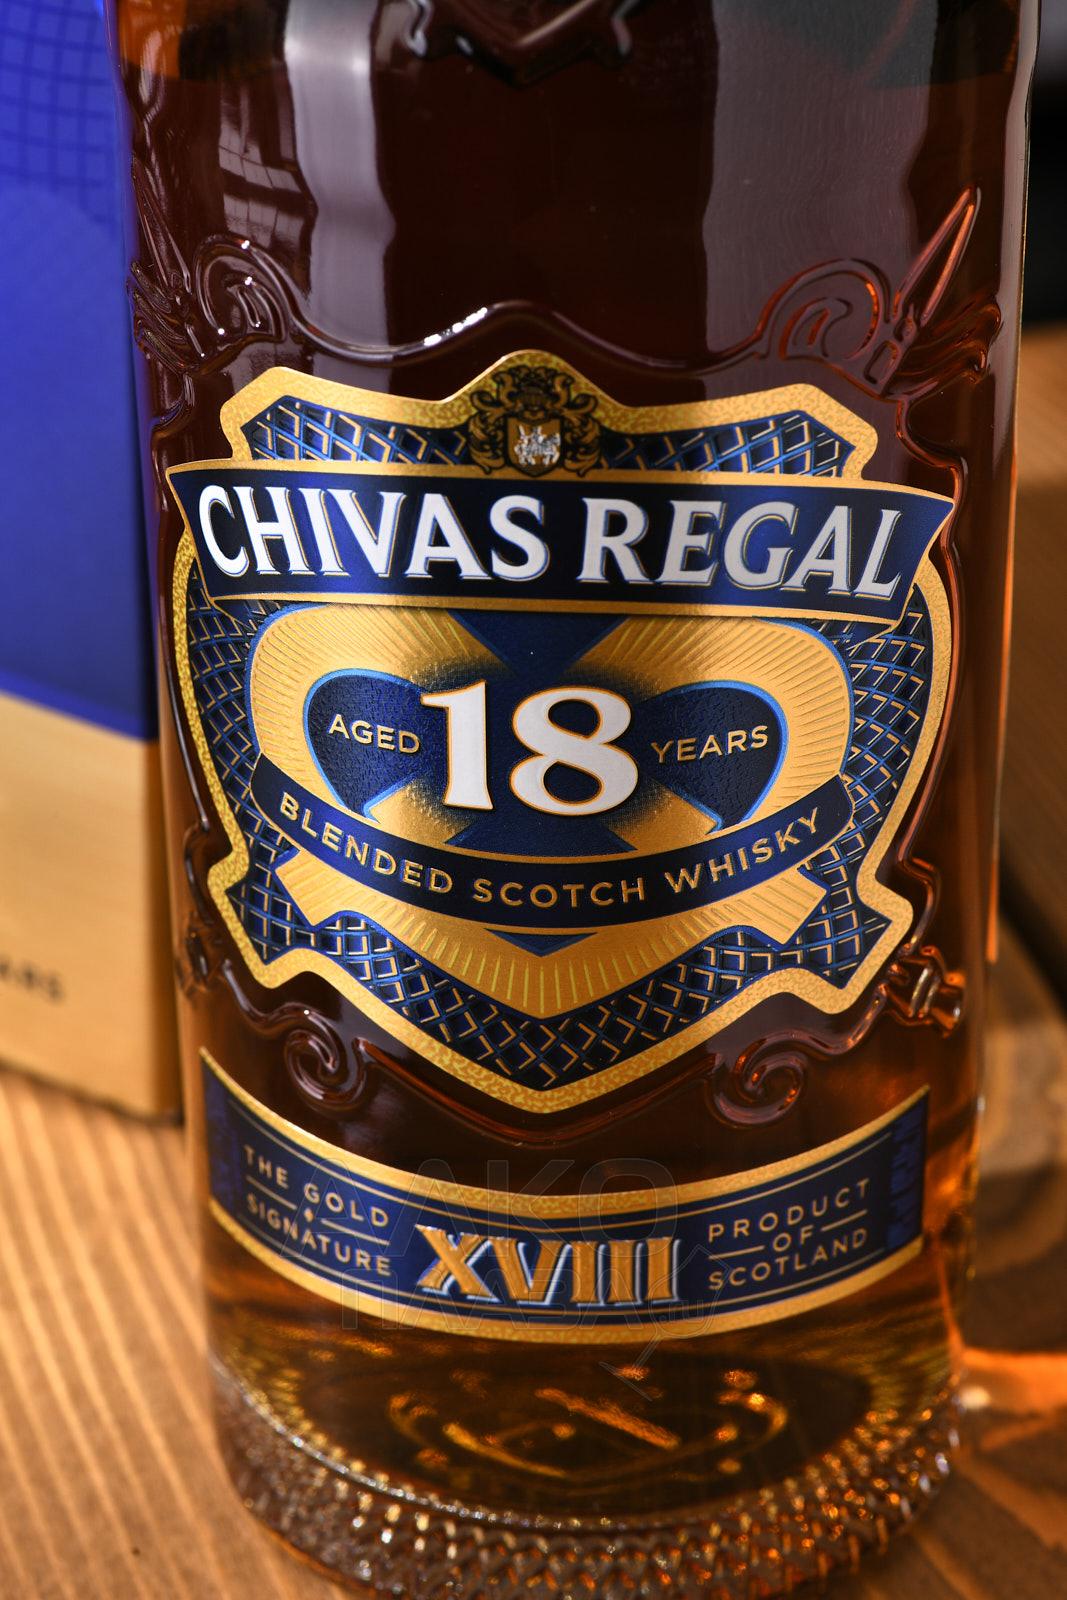 CHIVAS REGAL
AGED 18 YEARS
BLENDED SCOTCH WHISKY
THE GOLD
SIGNATURE
XVIII
PRODUCT
OF
SCOTLAND